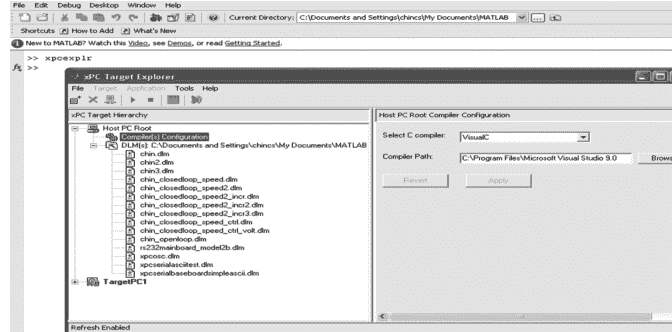 File Edit Debug Desktop Window Help
Current Directory: C:\Documents and Settings\chincs\My Documents\MATLAB
Shortcuts How to Add What's New
New to MATLAB? Watch this Video, see Demos, or read Getting Started.
>> xpcexplr
fx >>
xPC Target Explorer
File Target Application Tools Help
xPC Target Hierarchy
Host PC Root Compiler Configuration
Host PC Root
Compiler(s) Configuration
Select C compiler: VisualC
DLM(s): C:\Documents and Settings\chincs\My Documents\MATLAB
chin.dlm
Compiler Path: C:\Program Files\Microsoft Visual Studio 9.0 Brows
chin2.dlm
chin3.dlm
Revert Apply
chin_closedloop_speed.dlm
chin_closedloop_speed2.dlm
chin_closedloop_speed2_incr.dlm
chin_closedloop_speed2_incr2.dlm
chin_closedloop_speed2_incr3.dlm
chin_closedloop_speed_ctrl.dlm
chin_closedloop_speed_ctrl_volt.dlm
chin_openloop.dlm
rs232mainboard_model2b.dlm
xpcosc.dlm
xpcserialasciitest.dlm
xpcserialbaseboardsimpleascii.dlm
TargetPC1
Refresh Enabled